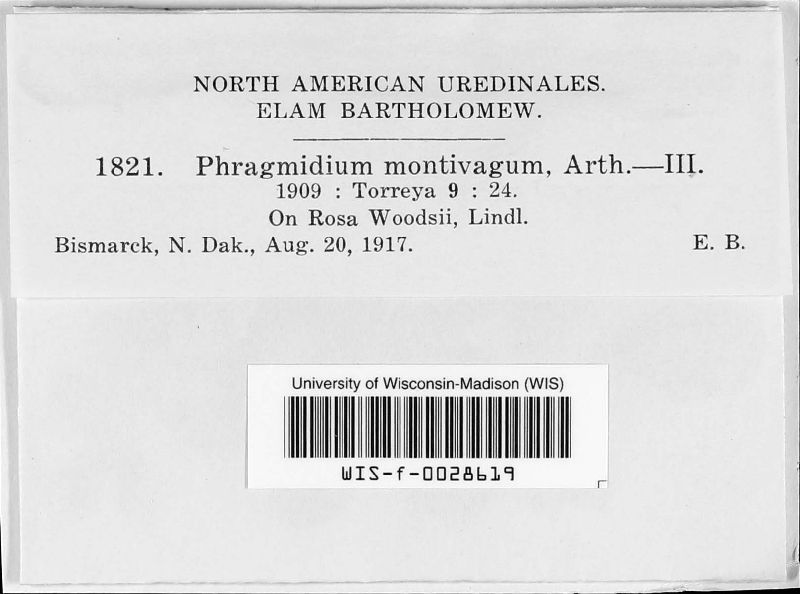 NORTH AMERICAN UREDINALES.
ELAM BARTHOLOMEW.
1821. Phragmidium montivagum, Arth.—III.
1909 : Torreya 9 : 24.
On Rosa Woodsii, Lindl.
Bismarck, N. Dak., Aug. 20, 1917. E. B.
University of Wisconsin-Madison (WIS)
WIS-f-0028619